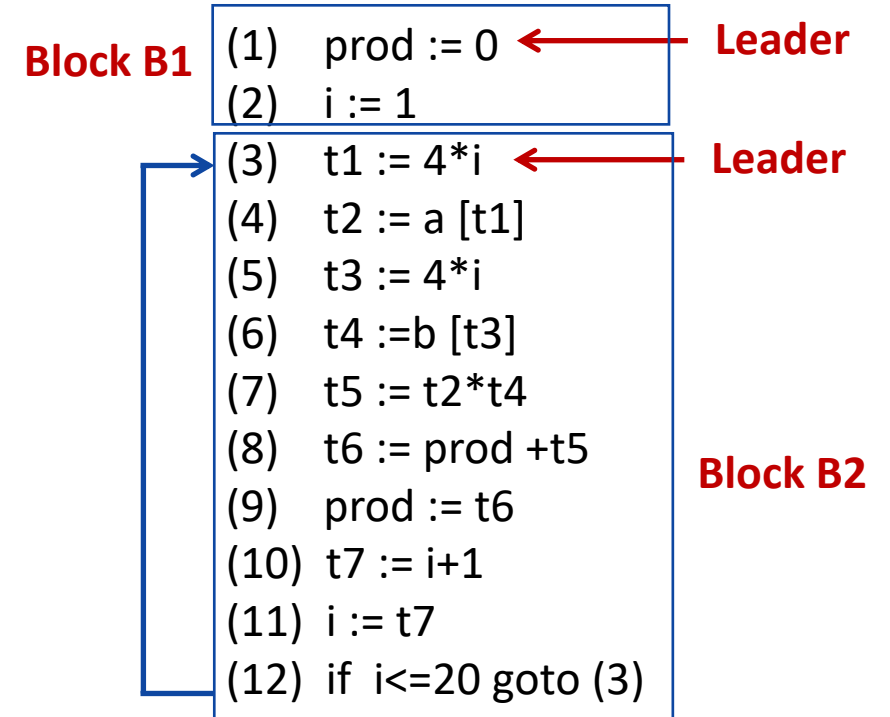 Block B1
(1) prod := 0
Leader
(2) i := 1
(3) t1 := 4*i
Leader
(4) t2 := a [t1]
(5) t3 := 4*i
(6) t4 :=b [t3]
(7) t5 := t2*t4
(8) t6 := prod +t5
Block B2
(9) prod := t6
(10) t7 := i+1
(11) i := t7
(12) if i<=20 goto (3)